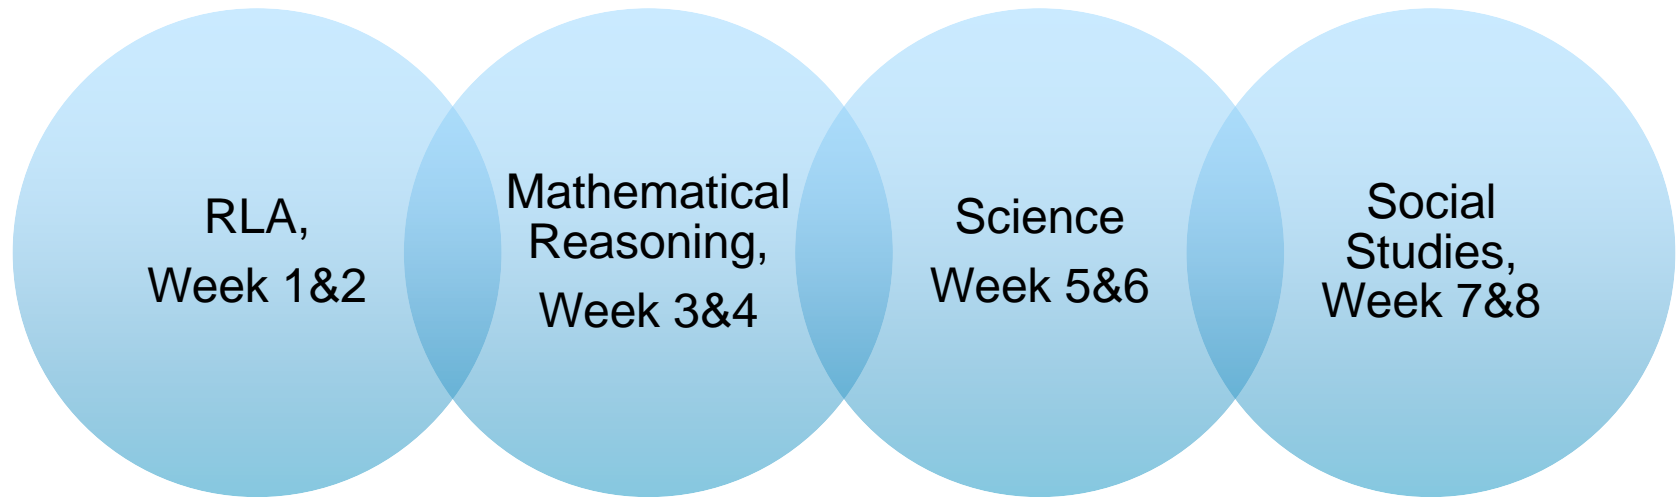 RLA,
Week 1&2
Mathematical
Reasoning,
Week 3&4
Science
Week 5&6
Social
Studies,
Week 7&8